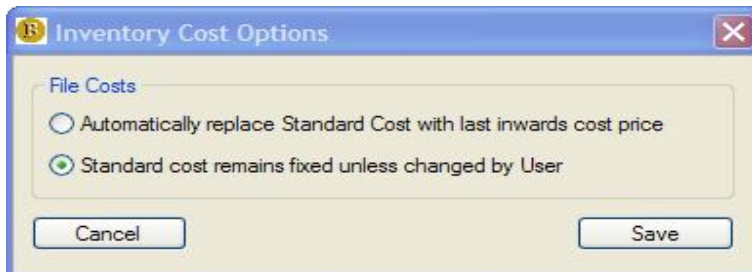 B Inventory Cost Options
File Costs
Automatically replace Standard Cost with last inwards cost price
Standard cost remains fixed unless changed by User
Cancel Save